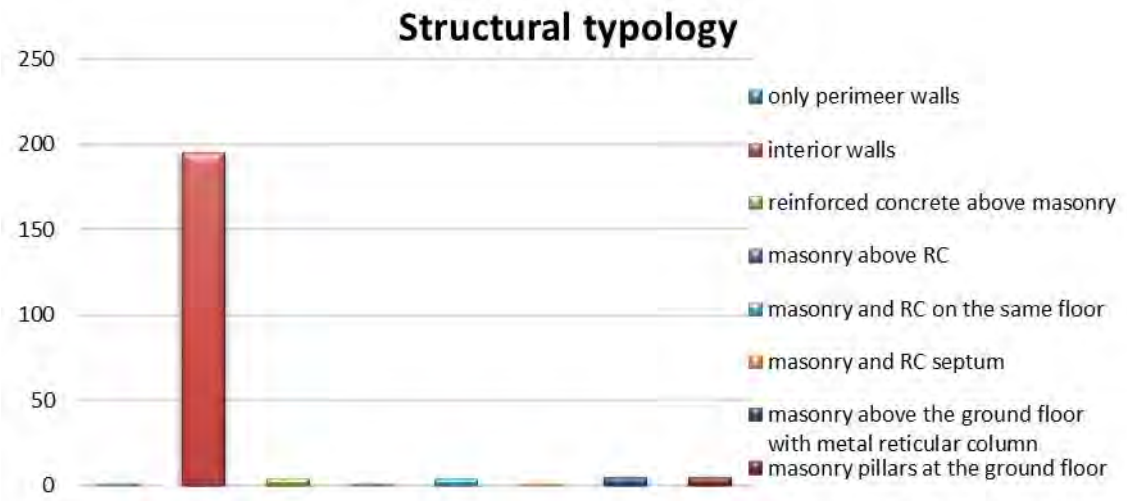 Structural typology
250
200
150
100
50
0
only perimeer walls
interior walls
reinforced concrete above masonry
masonry above RC
masonry and RC on the same floor
masonry and RC septum
masonry above the ground floor
with metal reticular column
masonry pillars at the ground floor